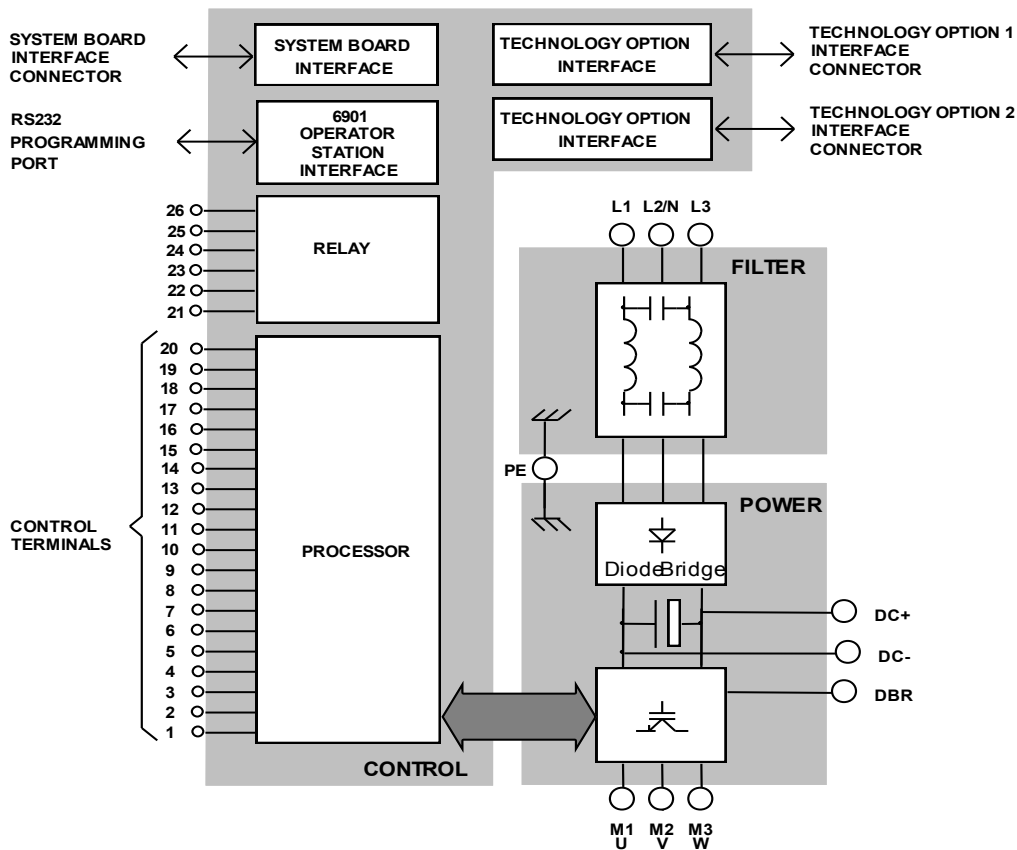 SYSTEM BOARD
INTERFACE
CONNECTOR
SYSTEM BOARD
INTERFACE
TECHNOLOGY OPTION
INTERFACE
TECHNOLOGY OPTION 1
INTERFACE
CONNECTOR
RS232
PROGRAMMING
PORT
6901
OPERATOR
STATION
INTERFACE
TECHNOLOGY OPTION
INTERFACE
TECHNOLOGY OPTION 2
INTERFACE
CONNECTOR
26
25
24
23
22
21
RELAY
L1 L2/N L3
FILTER
CONTROL
TERMINALS
20
19
18
17
16
15
14
13
12
11
10
9
8
7
6
5
4
3
2
1
PROCESSOR
CONTROL
PE
POWER
DiodeBridge
DC+
DC-
DBR
M1 M2 M3
U V W